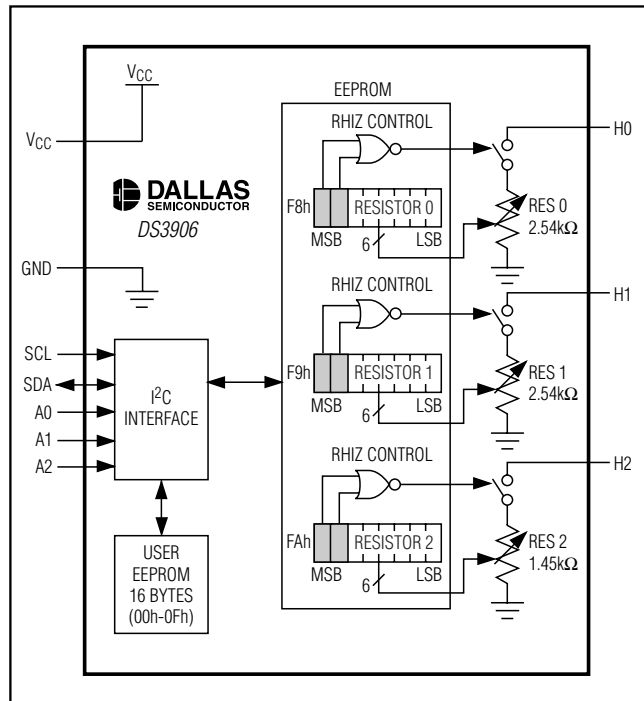 VCC
VCC
DALLAS
SEMICONDUCTOR
DS3906
GND
SCL
SDA
A0
A1
A2
I2C
INTERFACE
USER
EEPROM
16 BYTES
(00h-0Fh)
EEPROM
RHIZ CONTROL
F8h
RESISTOR 0
MSB
LSB
6
H0
RES 0
2.54kΩ
RHIZ CONTROL
F9h
RESISTOR 1
MSB
LSB
6
H1
RES 1
2.54kΩ
RHIZ CONTROL
FAh
RESISTOR 2
MSB
LSB
6
H2
RES 2
1.45kΩ